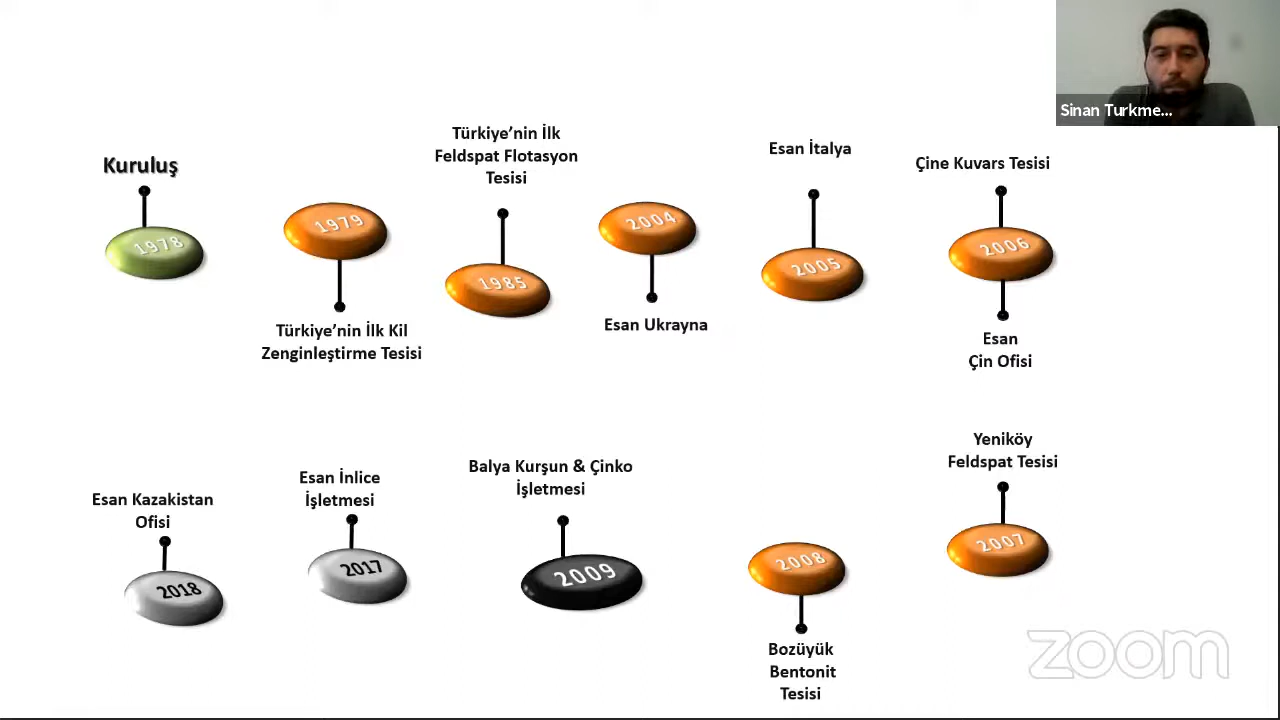 Sinan Turkme...
Kuruluş
1978
1979
Türkiye’nin İlk Kil
Zenginleştirme Tesisi
Türkiye’nin İlk
Feldspat Flotasyon
Tesisi
1985
2004
Esan Ukrayna
Esan İtalya
2005
Çine Kuvars Tesisi
2006
Esan
Çin Ofisi
Yeniköy
Feldspat Tesisi
2007
2008
Bozüyük
Bentonit
Tesisi
Balya Kurşun & Çinko
İşletmesi
2009
Esan İnlice
İşletmesi
2017
Esan Kazakistan
Ofisi
2018
zoom